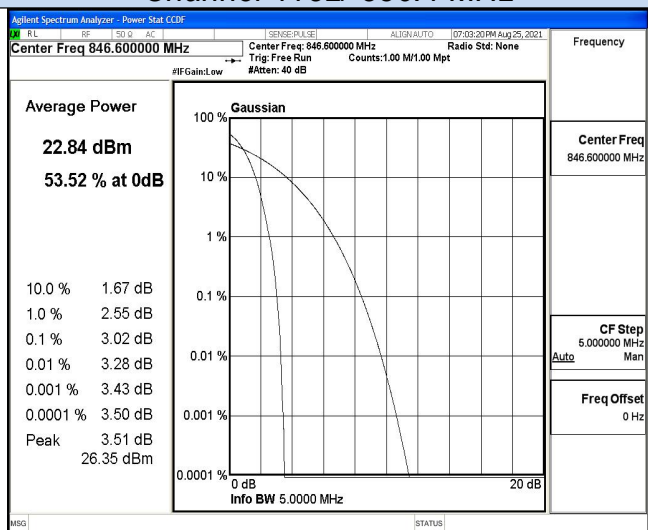 Agilent Spectrum Analyzer - Power Stat CCDF
LXI RL RF 50 Ω AC SENSE:PULSE ALIGN AUTO 07:03:20 PM Aug 25, 2021
Center Freq 846.600000 MHz
Center Freq: 846.600000 MHz Radio Std: None
Trig: Free Run Counts:1.00 M/1.00 Mpt
#IFGain:Low #Atten: 40 dB
Frequency
Average Power
22.84 dBm
53.52 % at 0dB
10.0 % 1.67 dB
1.0 % 2.55 dB
0.1 % 3.02 dB
0.01 % 3.28 dB
0.001 % 3.43 dB
0.0001 % 3.50 dB
Peak 3.51 dB
26.35 dBm
Gaussian
100 %
10 %
1 %
0.1 %
0.01 %
0.001 %
0.0001 %
0 dB 20 dB
Info BW 5.0000 MHz
Center Freq
846.600000 MHz
CF Step
5.000000 MHz
Auto Man
Freq Offset
0 Hz
MSG STATUS